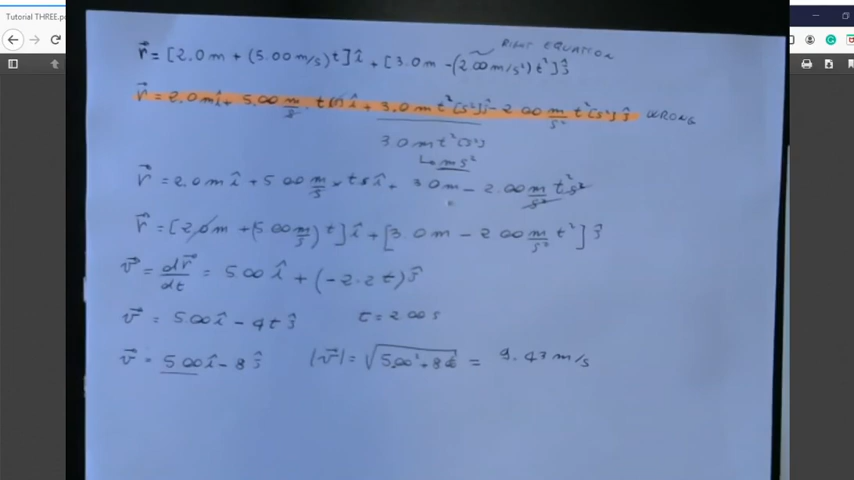 Tutorial THREE.p
RIGHT EQUATION
r⃗ = [2.0 m + (5.00 m/s) t] î + [3.0 m - (2.00 m/s²) t²] ĵ
r⃗ = 2.0 m î + 5.00 m/s . t (s) î + 3.0 m t² (s²) ĵ - 2.00 m/s² t² (s²) ĵ WRONG
3.0 m t² (s²)
↳ m s²
r⃗ = 2.0 m î + 5.00 m/s × t s î + 3.0 m - 2.00 m/s² t² s²
r⃗ = [2.0 m + (5.00 m/s) t] î + [3.0 m - 2.00 m/s² t²] ĵ
v⃗ = dr⃗/dt = 5.00 î + (-2.2 t) ĵ
v⃗ = 5.00 î - 4t ĵ t = 2.00 s
v⃗ = 5.00 î - 8 ĵ |v⃗| = √(5.00² + 8²) = 9.43 m/s